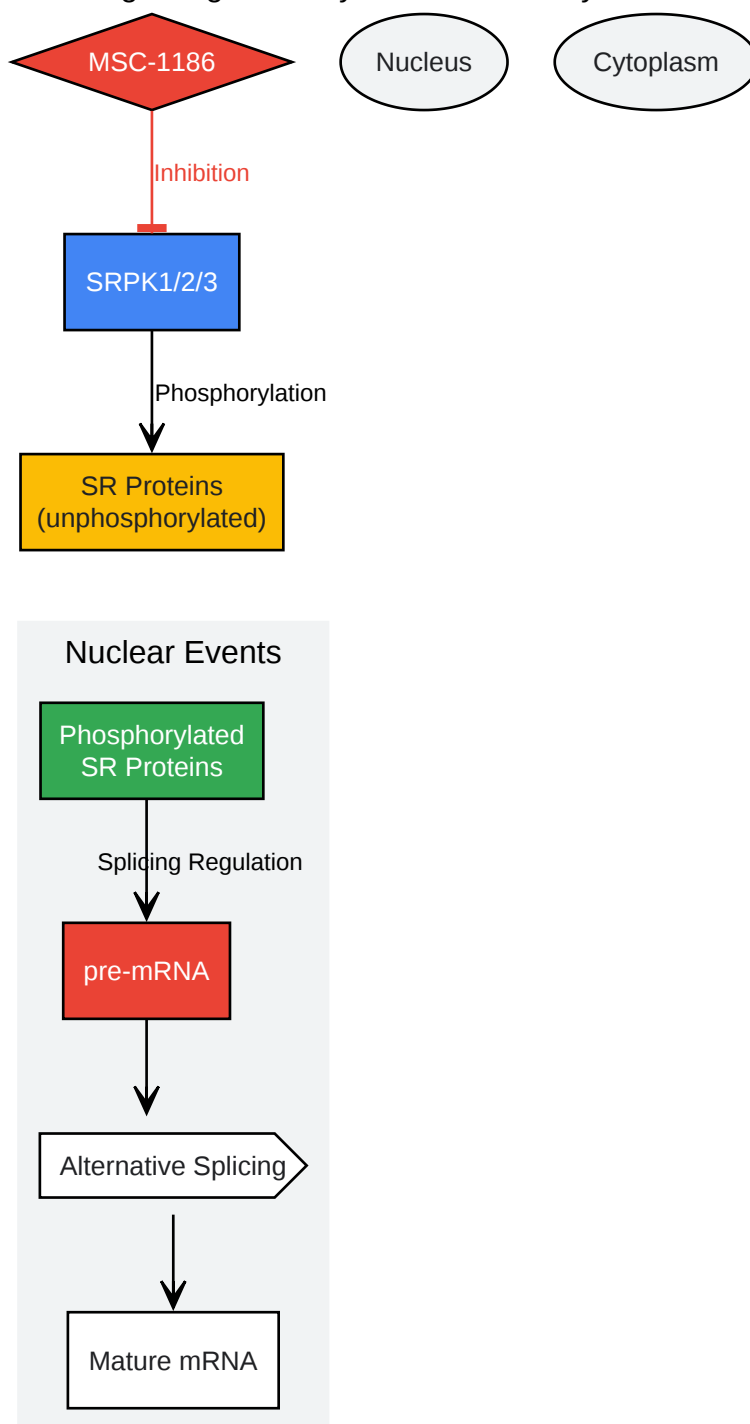 MSC-1186
Nucleus
Cytoplasm
Inhibition
SRPK1/2/3
Phosphorylation
SR Proteins
(unphosphorylated)
Nuclear Events
Phosphorylated
SR Proteins
Splicing Regulation
pre-mRNA
Alternative Splicing
Mature mRNA